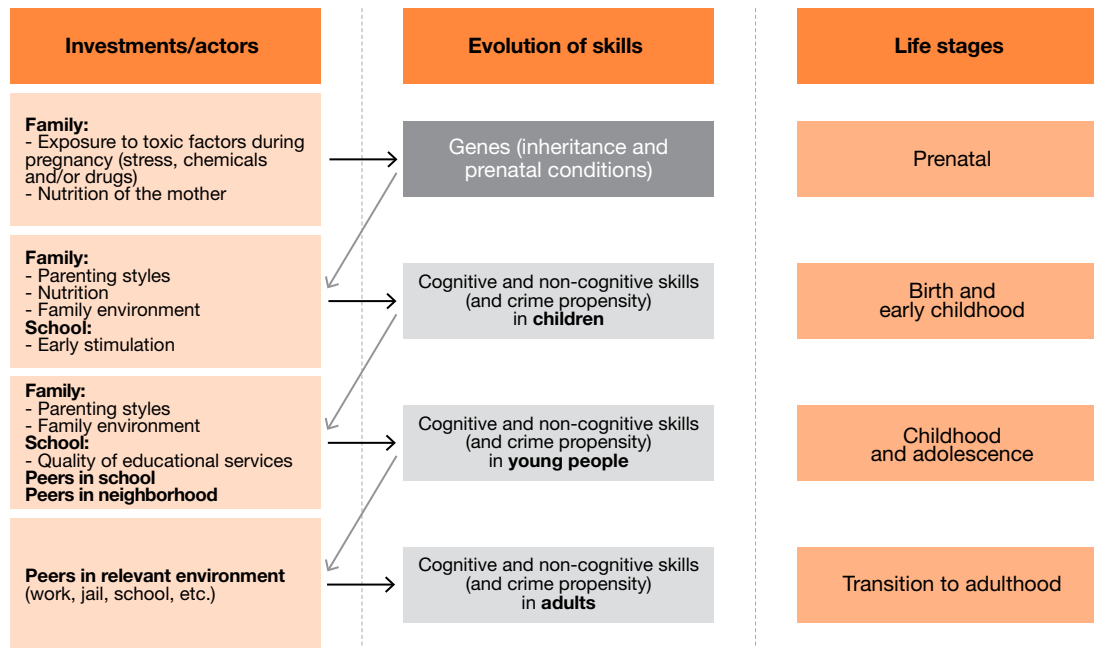 Investments/actors
Evolution of skills
Life stages
Family:
- Exposure to toxic factors during
pregnancy (stress, chemicals
and/or drugs)
- Nutrition of the mother
Genes (inheritance and
prenatal conditions)
Prenatal
Family:
- Parenting styles
- Nutrition
- Family environment
School:
- Early stimulation
Cognitive and non-cognitive skills
(and crime propensity)
in children
Birth and
early childhood
Family:
- Parenting styles
- Family environment
School:
- Quality of educational services
Peers in school
Peers in neighborhood
Cognitive and non-cognitive skills
(and crime propensity)
in young people
Childhood
and adolescence
Peers in relevant environment
(work, jail, school, etc.)
Cognitive and non-cognitive skills
(and crime propensity)
in adults
Transition to adulthood